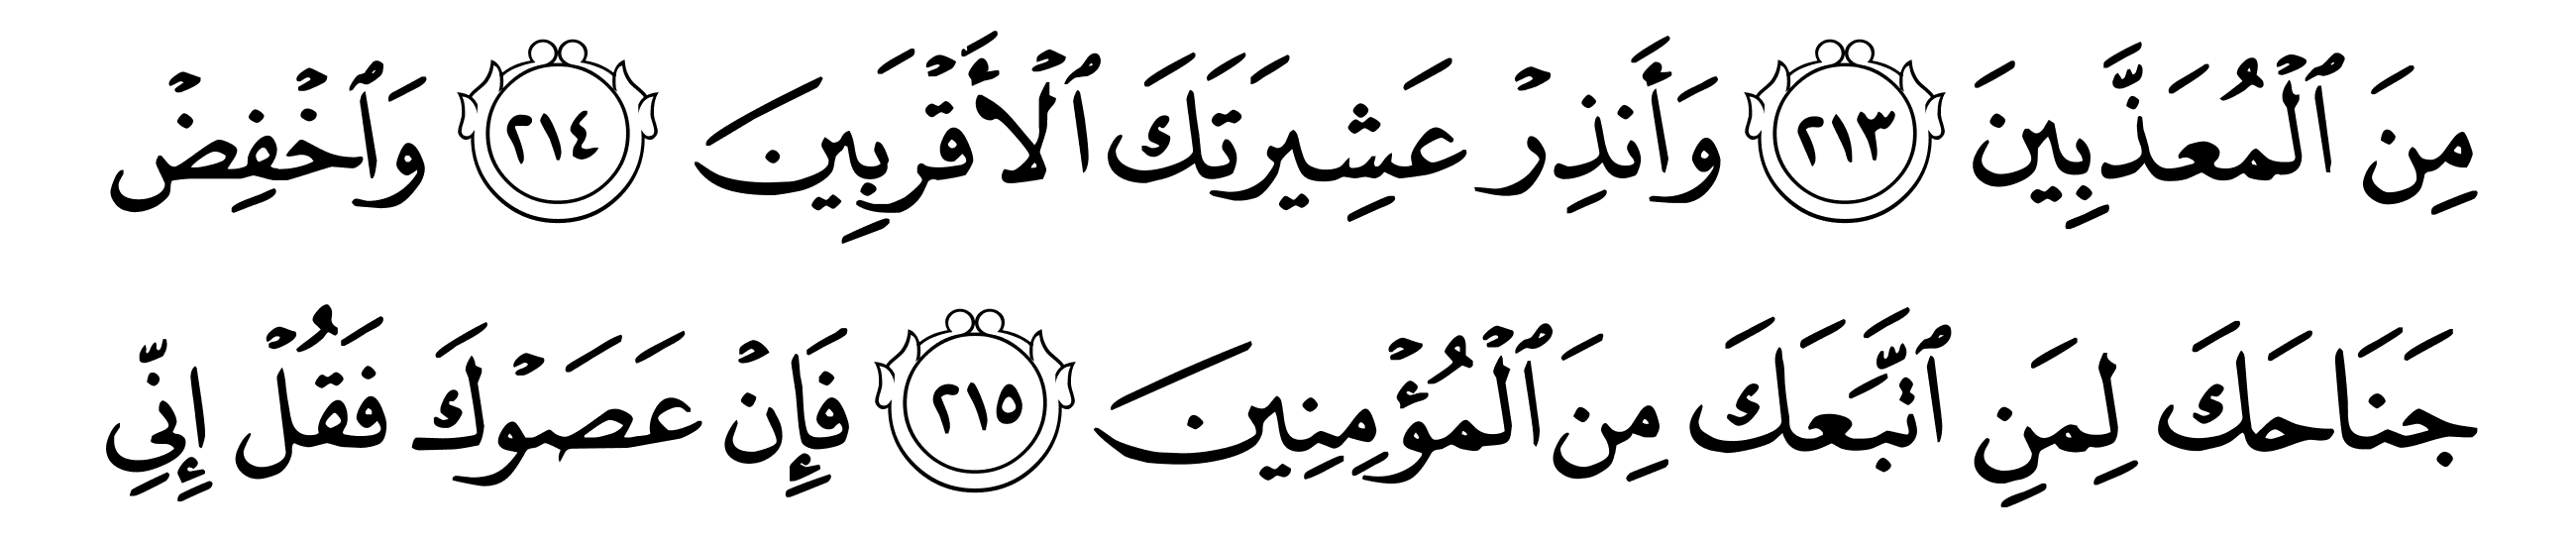 مِنَ ٱلۡمُعَذَّبِينَ ٢١٣ وَأَنذِرۡ عَشِيرَتَكَ ٱلۡأَقۡرَبِينَ ٢١٤ وَٱخۡفِضۡ
جَنَاحَكَ لِمَنِ ٱتَّبَعَكَ مِنَ ٱلۡمُؤۡمِنِينَ ٢١٥ فَإِنۡ عَصَوۡكَ فَقُلۡ إِنِّي